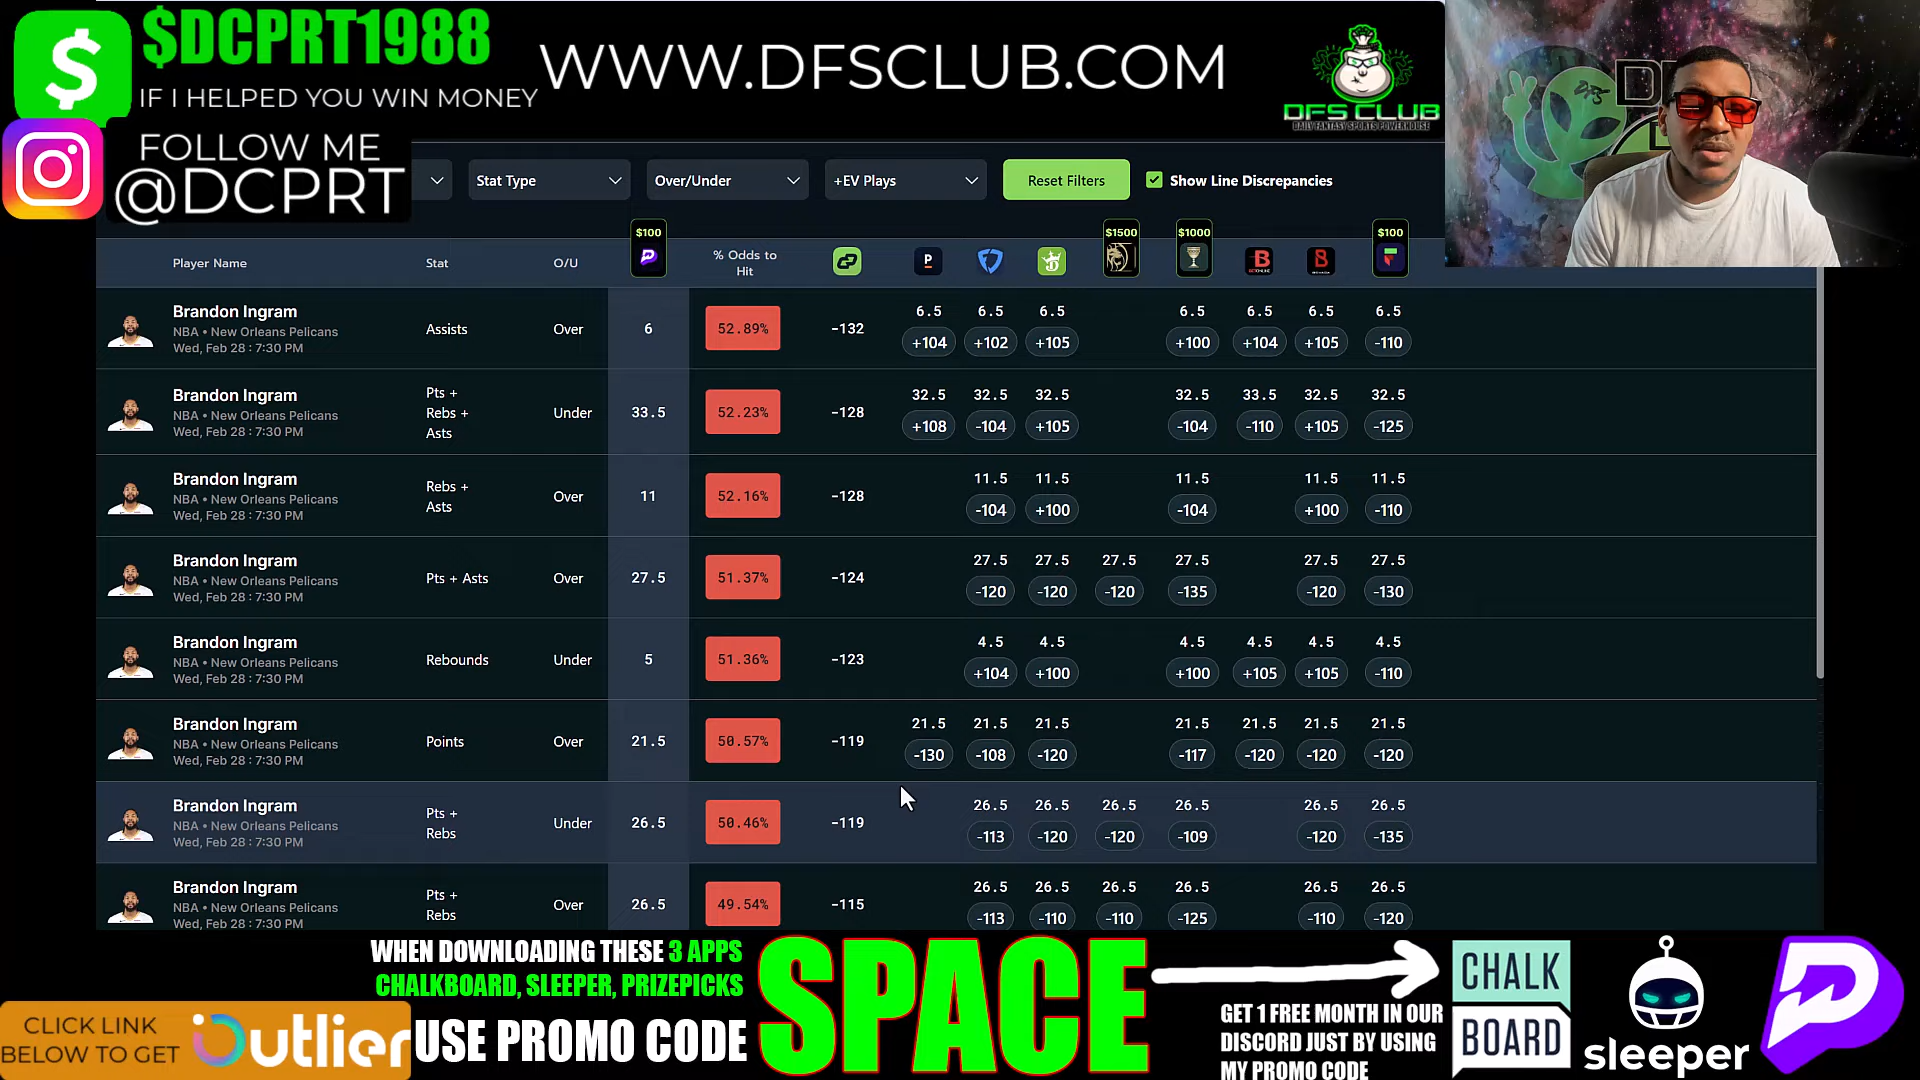 $DCPRT1988
IF I HELPED YOU WIN MONEY
WWW.DFSCLUB.COM
DFS CLUB
DAILY FANTASY SPORTS POWERHOUSE
FOLLOW ME
@DCPRT
Stat Type
Over/Under
+EV Plays
Reset Filters
Show Line Discrepancies
$100
$1500
$1000
$100
Player Name
Stat
O/U
% Odds to
Hit
Brandon Ingram
NBA • New Orleans Pelicans
Wed, Feb 28 : 7:30 PM
Assists
Over
6
52.89%
-132
6.5 6.5 6.5 6.5 6.5 6.5 6.5
+104 +102 +105 +100 +104 +105 -110
Brandon Ingram
NBA • New Orleans Pelicans
Wed, Feb 28 : 7:30 PM
Pts +
Rebs +
Asts
Under
33.5
52.23%
-128
32.5 32.5 32.5 32.5 33.5 32.5 32.5
+108 -104 +105 -104 -110 +105 -125
Brandon Ingram
NBA • New Orleans Pelicans
Wed, Feb 28 : 7:30 PM
Rebs +
Asts
Over
11
52.16%
-128
11.5 11.5 11.5 11.5 11.5
-104 +100 -104 +100 -110
Brandon Ingram
NBA • New Orleans Pelicans
Wed, Feb 28 : 7:30 PM
Pts + Asts
Over
27.5
51.37%
-124
27.5 27.5 27.5 27.5 27.5 27.5
-120 -120 -120 -135 -120 -130
Brandon Ingram
NBA • New Orleans Pelicans
Wed, Feb 28 : 7:30 PM
Rebounds
Under
5
51.36%
-123
4.5 4.5 4.5 4.5 4.5 4.5
+104 +100 +100 +105 +105 -110
Brandon Ingram
NBA • New Orleans Pelicans
Wed, Feb 28 : 7:30 PM
Points
Over
21.5
50.57%
-119
21.5 21.5 21.5 21.5 21.5 21.5 21.5
-130 -108 -120 -117 -120 -120 -120
Brandon Ingram
NBA • New Orleans Pelicans
Wed, Feb 28 : 7:30 PM
Pts +
Rebs
Under
26.5
50.46%
-119
26.5 26.5 26.5 26.5 26.5 26.5
-113 -120 -120 -109 -120 -135
Brandon Ingram
NBA • New Orleans Pelicans
Wed, Feb 28 : 7:30 PM
Pts +
Rebs
Over
26.5
49.54%
-115
26.5 26.5 26.5 26.5 26.5 26.5
-113 -110 -110 -125 -110 -120
WHEN DOWNLOADING THESE 3 APPS
CHALKBOARD, SLEEPER, PRIZEPICKS
USE PROMO CODE
SPACE
CLICK LINK
BELOW TO GET
Outlier
GET 1 FREE MONTH IN OUR
DISCORD JUST BY USING
MY PROMO CODE
CHALK
BOARD
sleeper